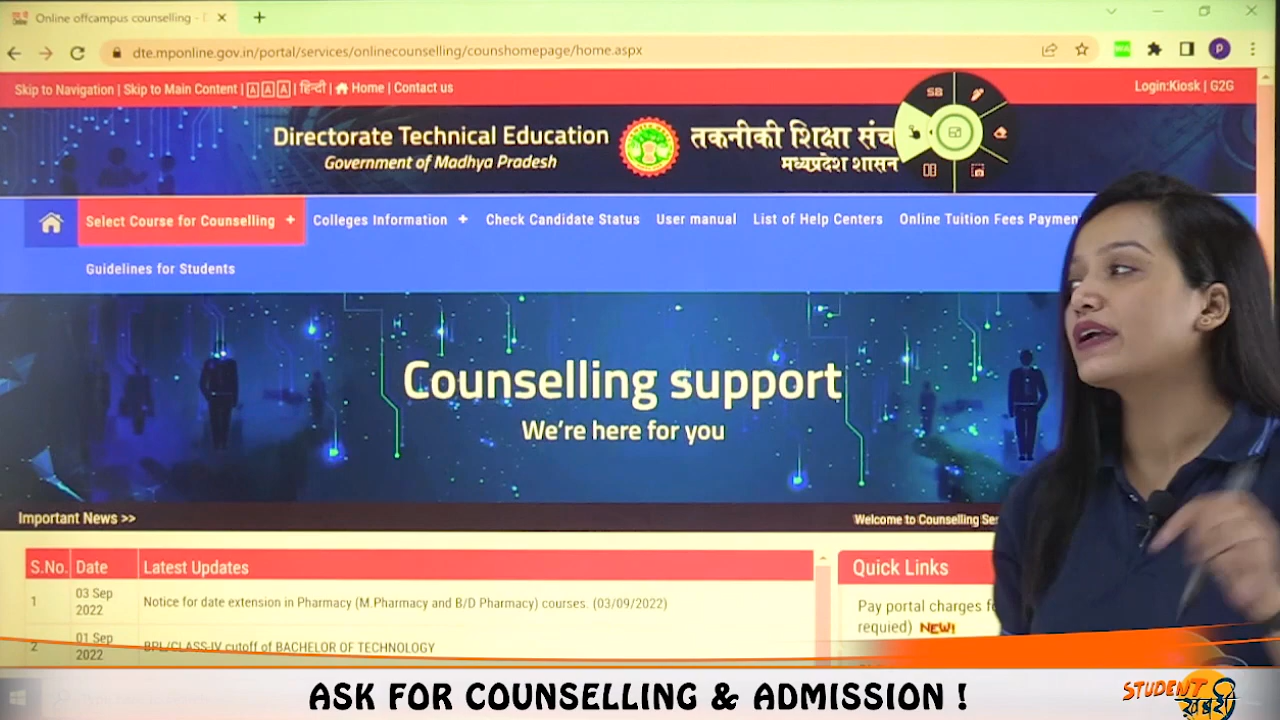 Online offcampus counselling -
dte.mponline.gov.in/portal/services/onlinecounselling/counshomepage/home.aspx
P
Skip to Navigation | Skip to Main Content | A A A | हिन्दी | Home | Contact us
Login:Kiosk | G2G
SB
Directorate Technical Education
Government of Madhya Pradesh
तकनीकी शिक्षा संच
मध्यप्रदेश शासन
Select Course for Counselling + Colleges Information + Check Candidate Status User manual List of Help Centers Online Tuition Fees Paymen
Guidelines for Students
Counselling support
We're here for you
Important News >>
Welcome to Counselling Ser
S.No. Date Latest Updates
1 03 Sep 2022 Notice for date extension in Pharmacy (M.Pharmacy and B/D Pharmacy) courses. (03/09/2022)
2 01 Sep 2022 BPL/CLASS-IV cutoff of BACHELOR OF TECHNOLOGY
Quick Links
Pay portal charges f
requied) NEW!
ASK FOR COUNSELLING & ADMISSION !
STUDENT
ख़बरी